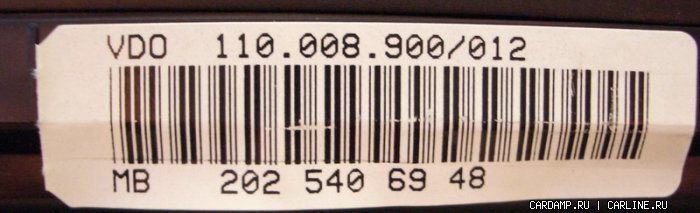 VDO 110.008.900/012
MB 202 540 69 48
CARDAMP.RU | CARLINE.RU